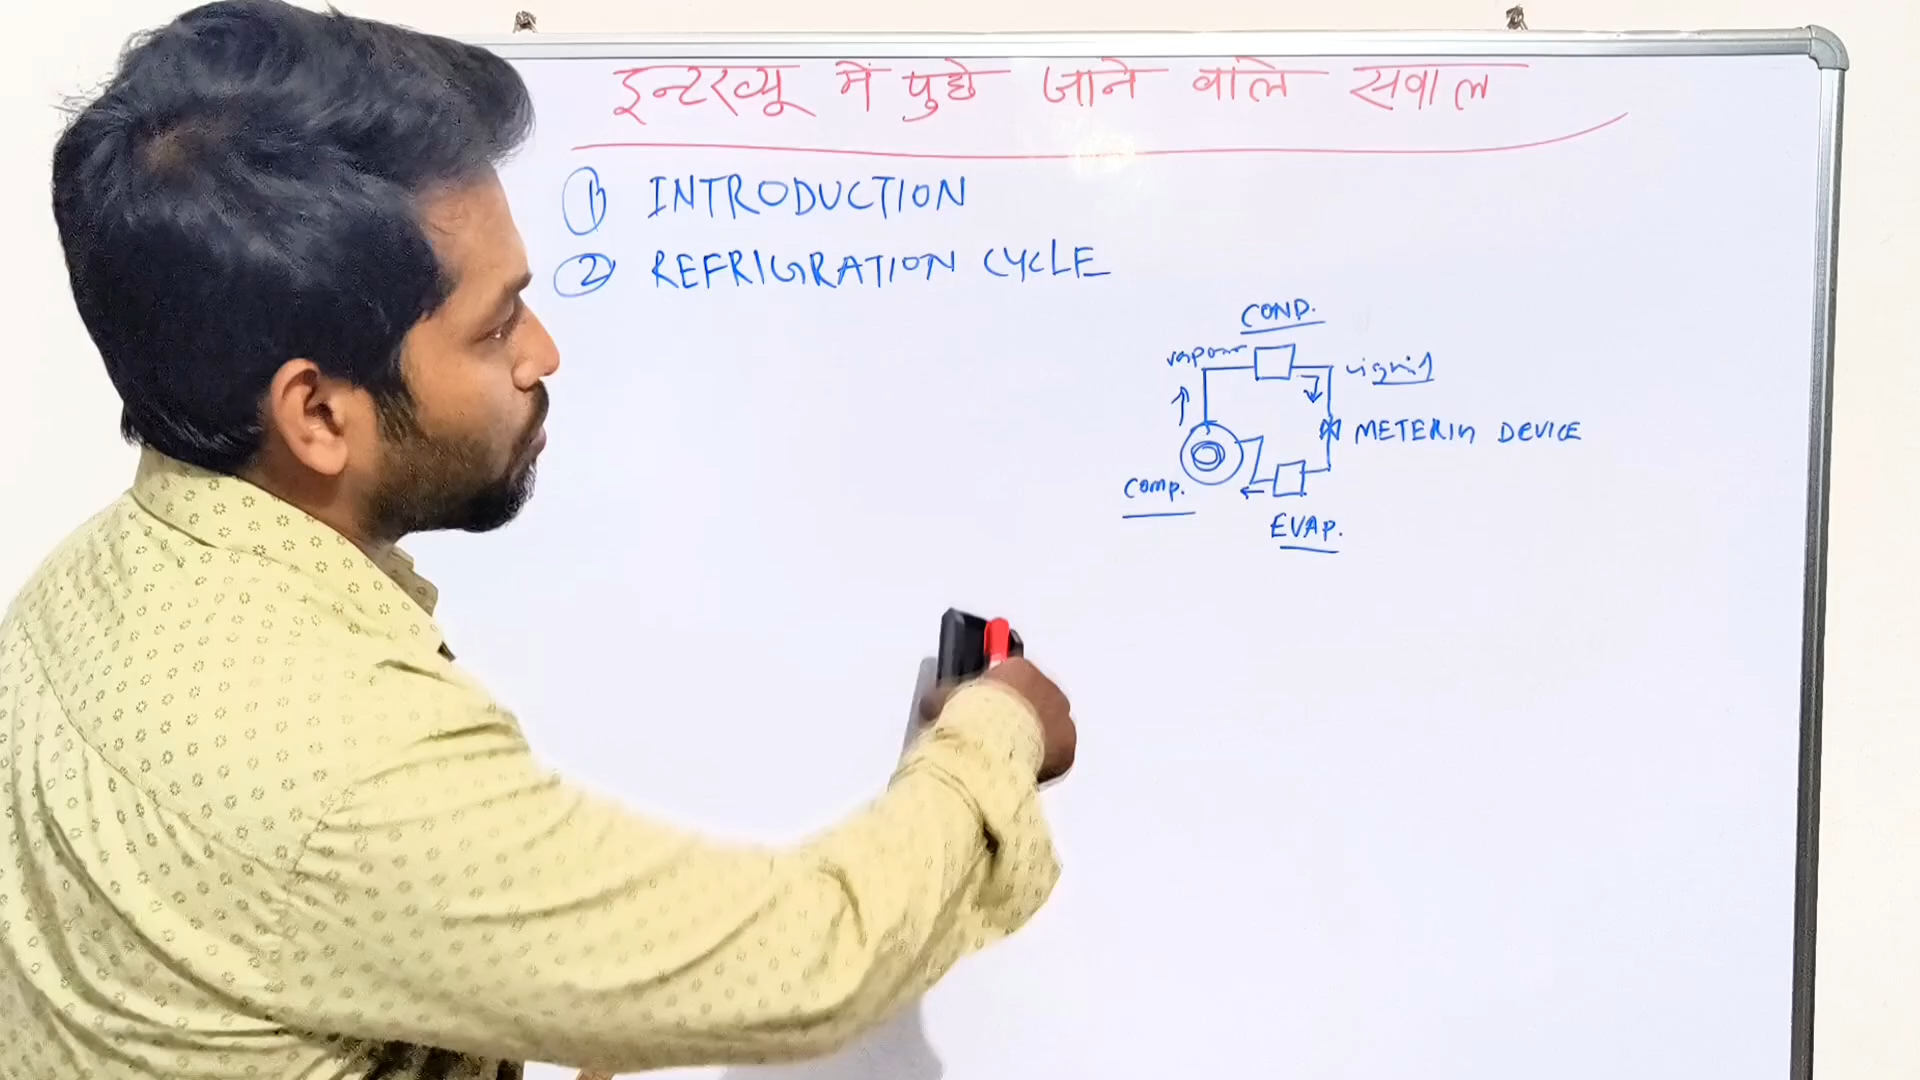 इन्टरव्यू में पुछे जाने वाले सवाल
① INTRODUCTION
② REFRIGRATION CYCLE
COND.
vapour
liquid
METERIN DEVICE
Comp.
EVAP.